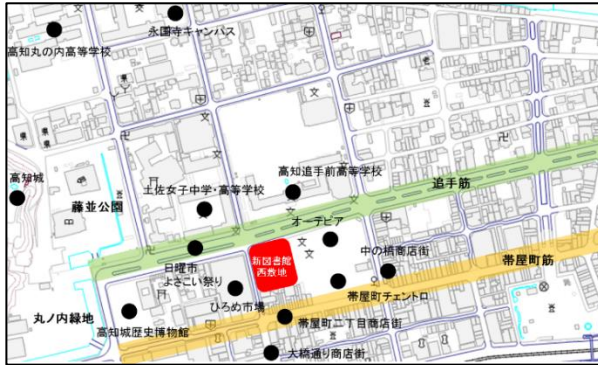 永国寺キャンパス
高知丸の内高等学校
高知城
藤並公園
土佐女子中学・高等学校
高知追手前高等学校
追手筋
オーテピア
日曜市
よさこい祭り
新図書館
西敷地
中の橋商店街
帯屋町筋
丸ノ内緑地
ひろめ市場
帯屋町チェントロ
高知城歴史博物館
帯屋町二丁目商店街
大橋通り商店街